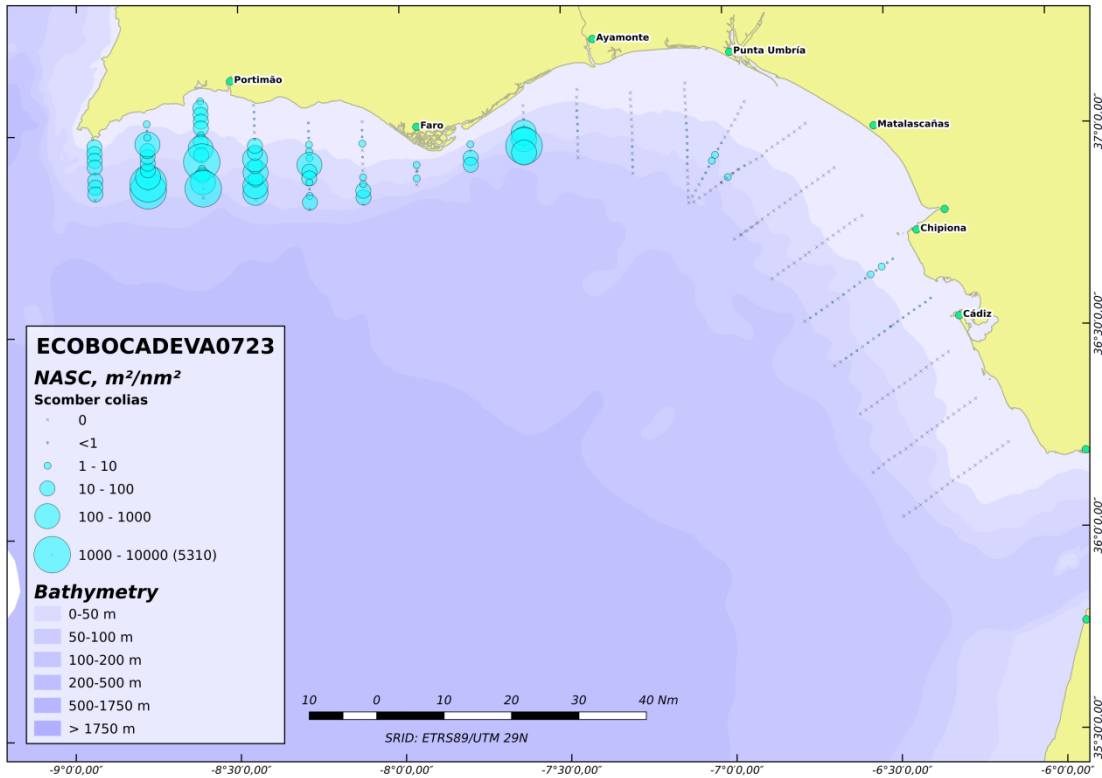 Ayamonte
Punta Umbría
Portimão
Faro
Matalascañas
Chipiona
Cádiz
37°0'0.00"
36°30'0.00"
36°0'0.00"
35°30'0.00"
ECOBOCADEVA0723
NASC, m²/nm²
Scomber colias
0
<1
1 - 10
10 - 100
100 - 1000
1000 - 10000 (5310)
Bathymetry
0-50 m
50-100 m
100-200 m
200-500 m
500-1750 m
> 1750 m
10 0 10 20 30 40 Nm
SRID: ETRS89/UTM 29N
-9°0'0,00" -8°30'0,00" -8°0'0,00" -7°30'0,00" -7°0'0,00" -6°30'0,00" -6°0'0,00"